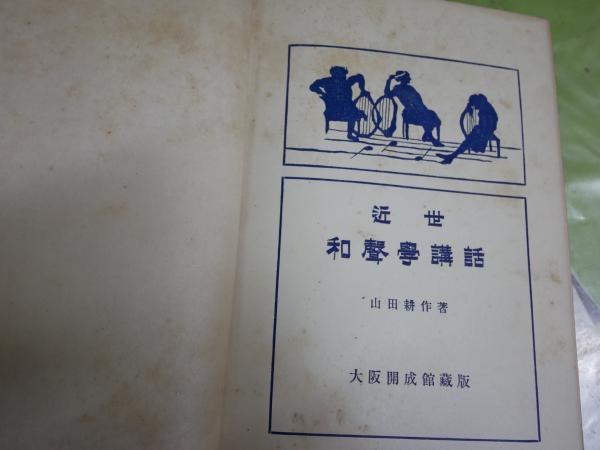 近世
和聲學講話
山田耕作著
大阪開成館藏版